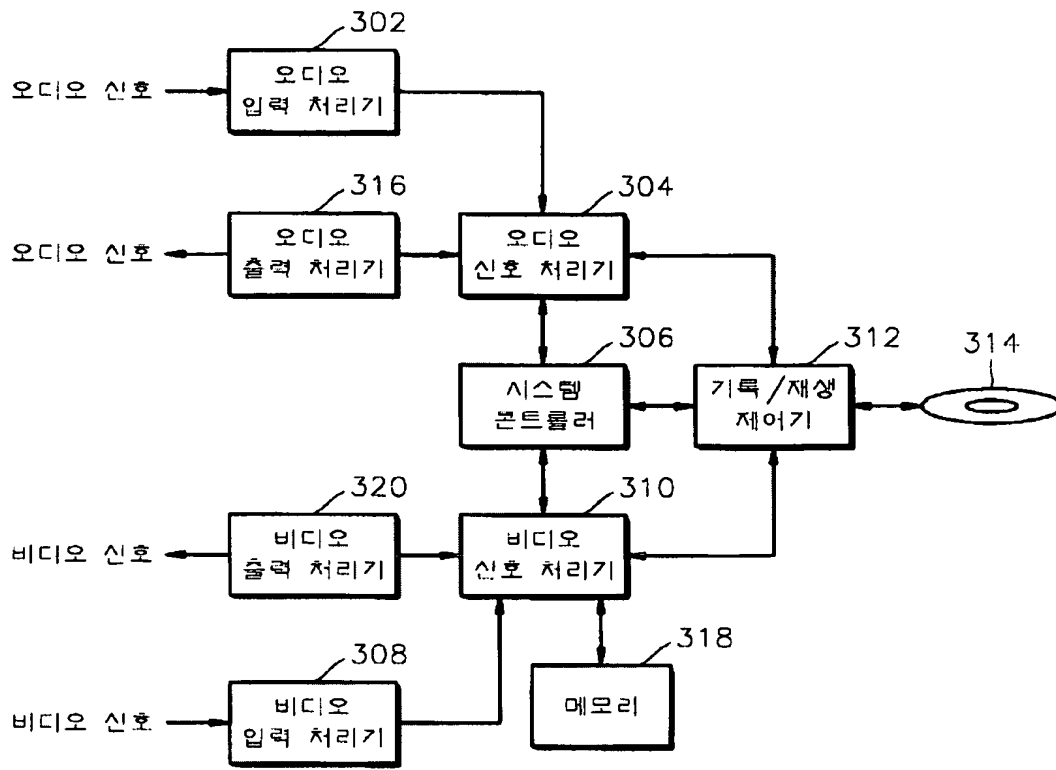 302
오디오 신호
오디오
입력 처리기
316
304
오디오 신호
오디오
출력 처리기
오디오
신호 처리기
306
312
314
시스템
콘트롤러
기록/재생
제어기
320
310
비디오 신호
비디오
출력 처리기
비디오
신호 처리기
308
318
비디오 신호
비디오
입력 처리기
메모리